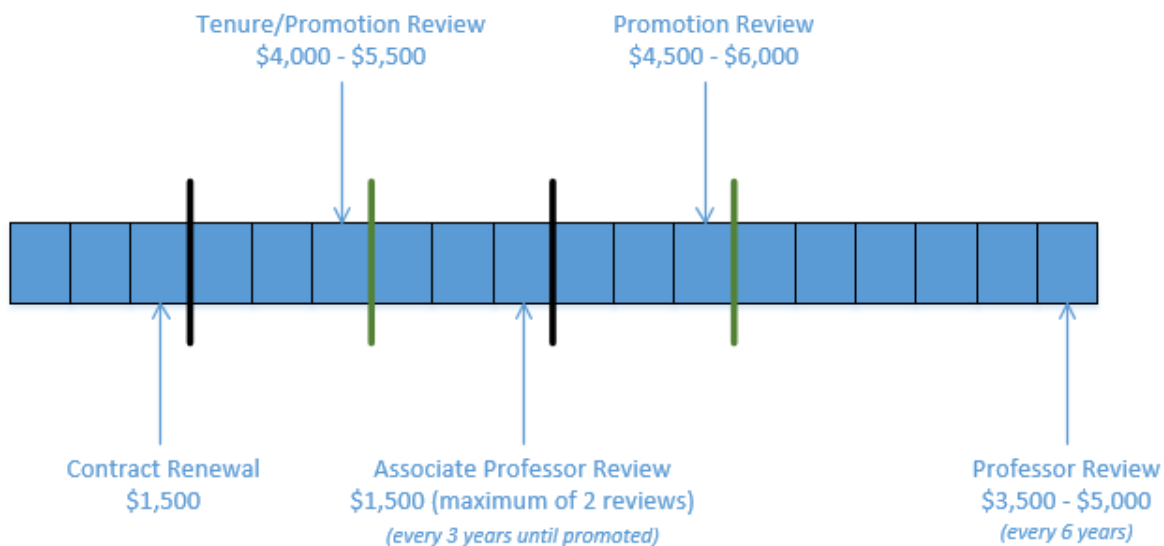 Tenure/Promotion Review
$4,000 - $5,500
Promotion Review
$4,500 - $6,000
Contract Renewal
$1,500
Associate Professor Review
$1,500 (maximum of 2 reviews)
(every 3 years until promoted)
Professor Review
$3,500 - $5,000
(every 6 years)